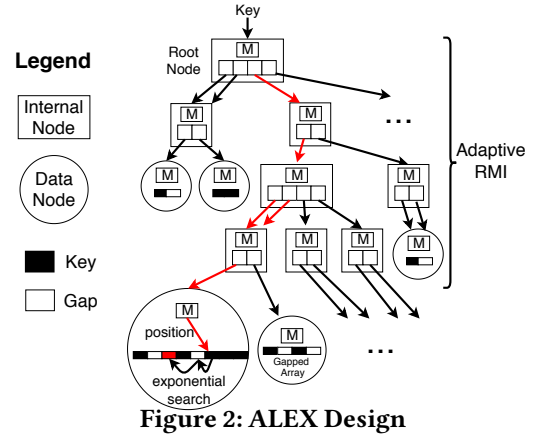 Key
Root
Node
M
Legend
Internal
Node
Data
Node
Key
Gap
M
M
...
Adaptive
RMI
M
M
M
M
M
M
M
M
M
position
exponential
search
M
Gapped
Array
...
Figure 2: ALEX Design